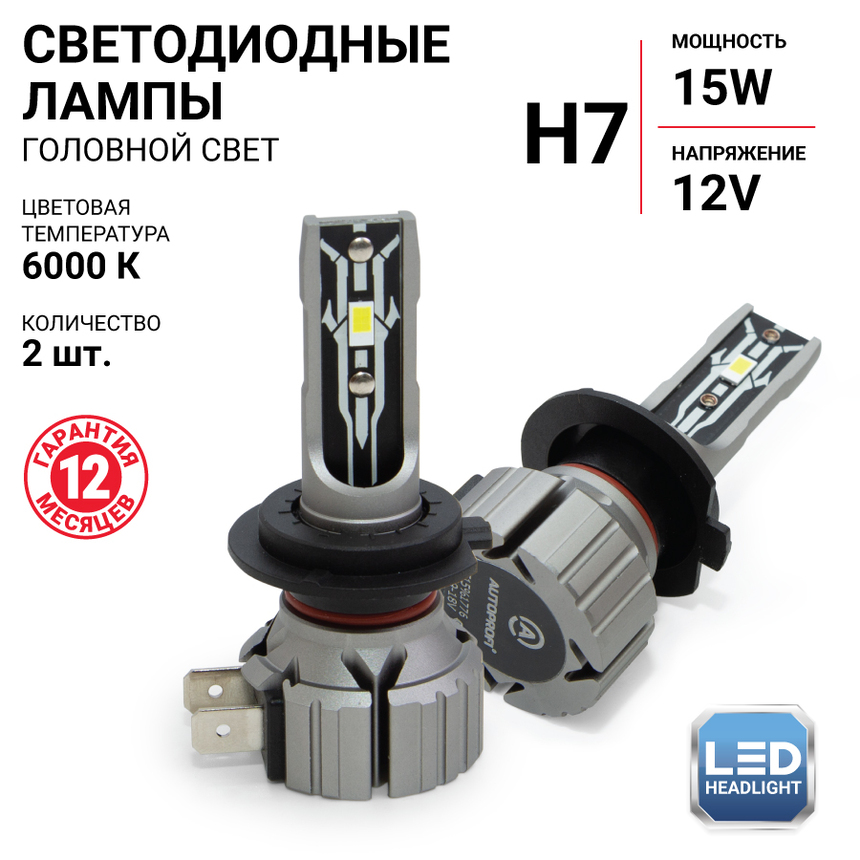 СВЕТОДИОДНЫЕ
ЛАМПЫ
ГОЛОВНОЙ СВЕТ
ЦВЕТОВАЯ
ТЕМПЕРАТУРА
6000 К
КОЛИЧЕСТВО
2 шт.
ГАРАНТИЯ
12
МЕСЯЦЕВ
H7
МОЩНОСТЬ
15W
НАПРЯЖЕНИЕ
12V
AUTOPROFI®
LED
HEADLIGHT